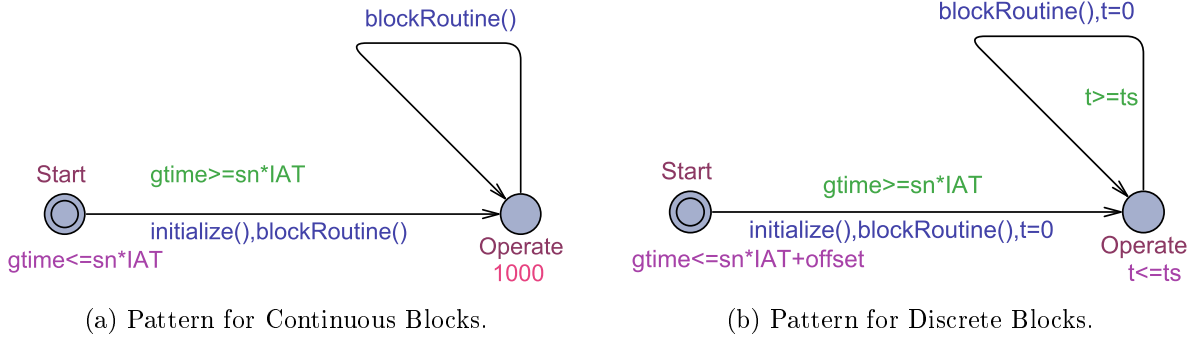 blockRoutine()
Start
gtime>=sn*IAT
initialize(),blockRoutine()
gtime<=sn*IAT
Operate
1000
(a) Pattern for Continuous Blocks.
blockRoutine(),t=0
t>=ts
Start
gtime>=sn*IAT
initialize(),blockRoutine(),t=0
gtime<=sn*IAT+offset
Operate
t<=ts
(b) Pattern for Discrete Blocks.